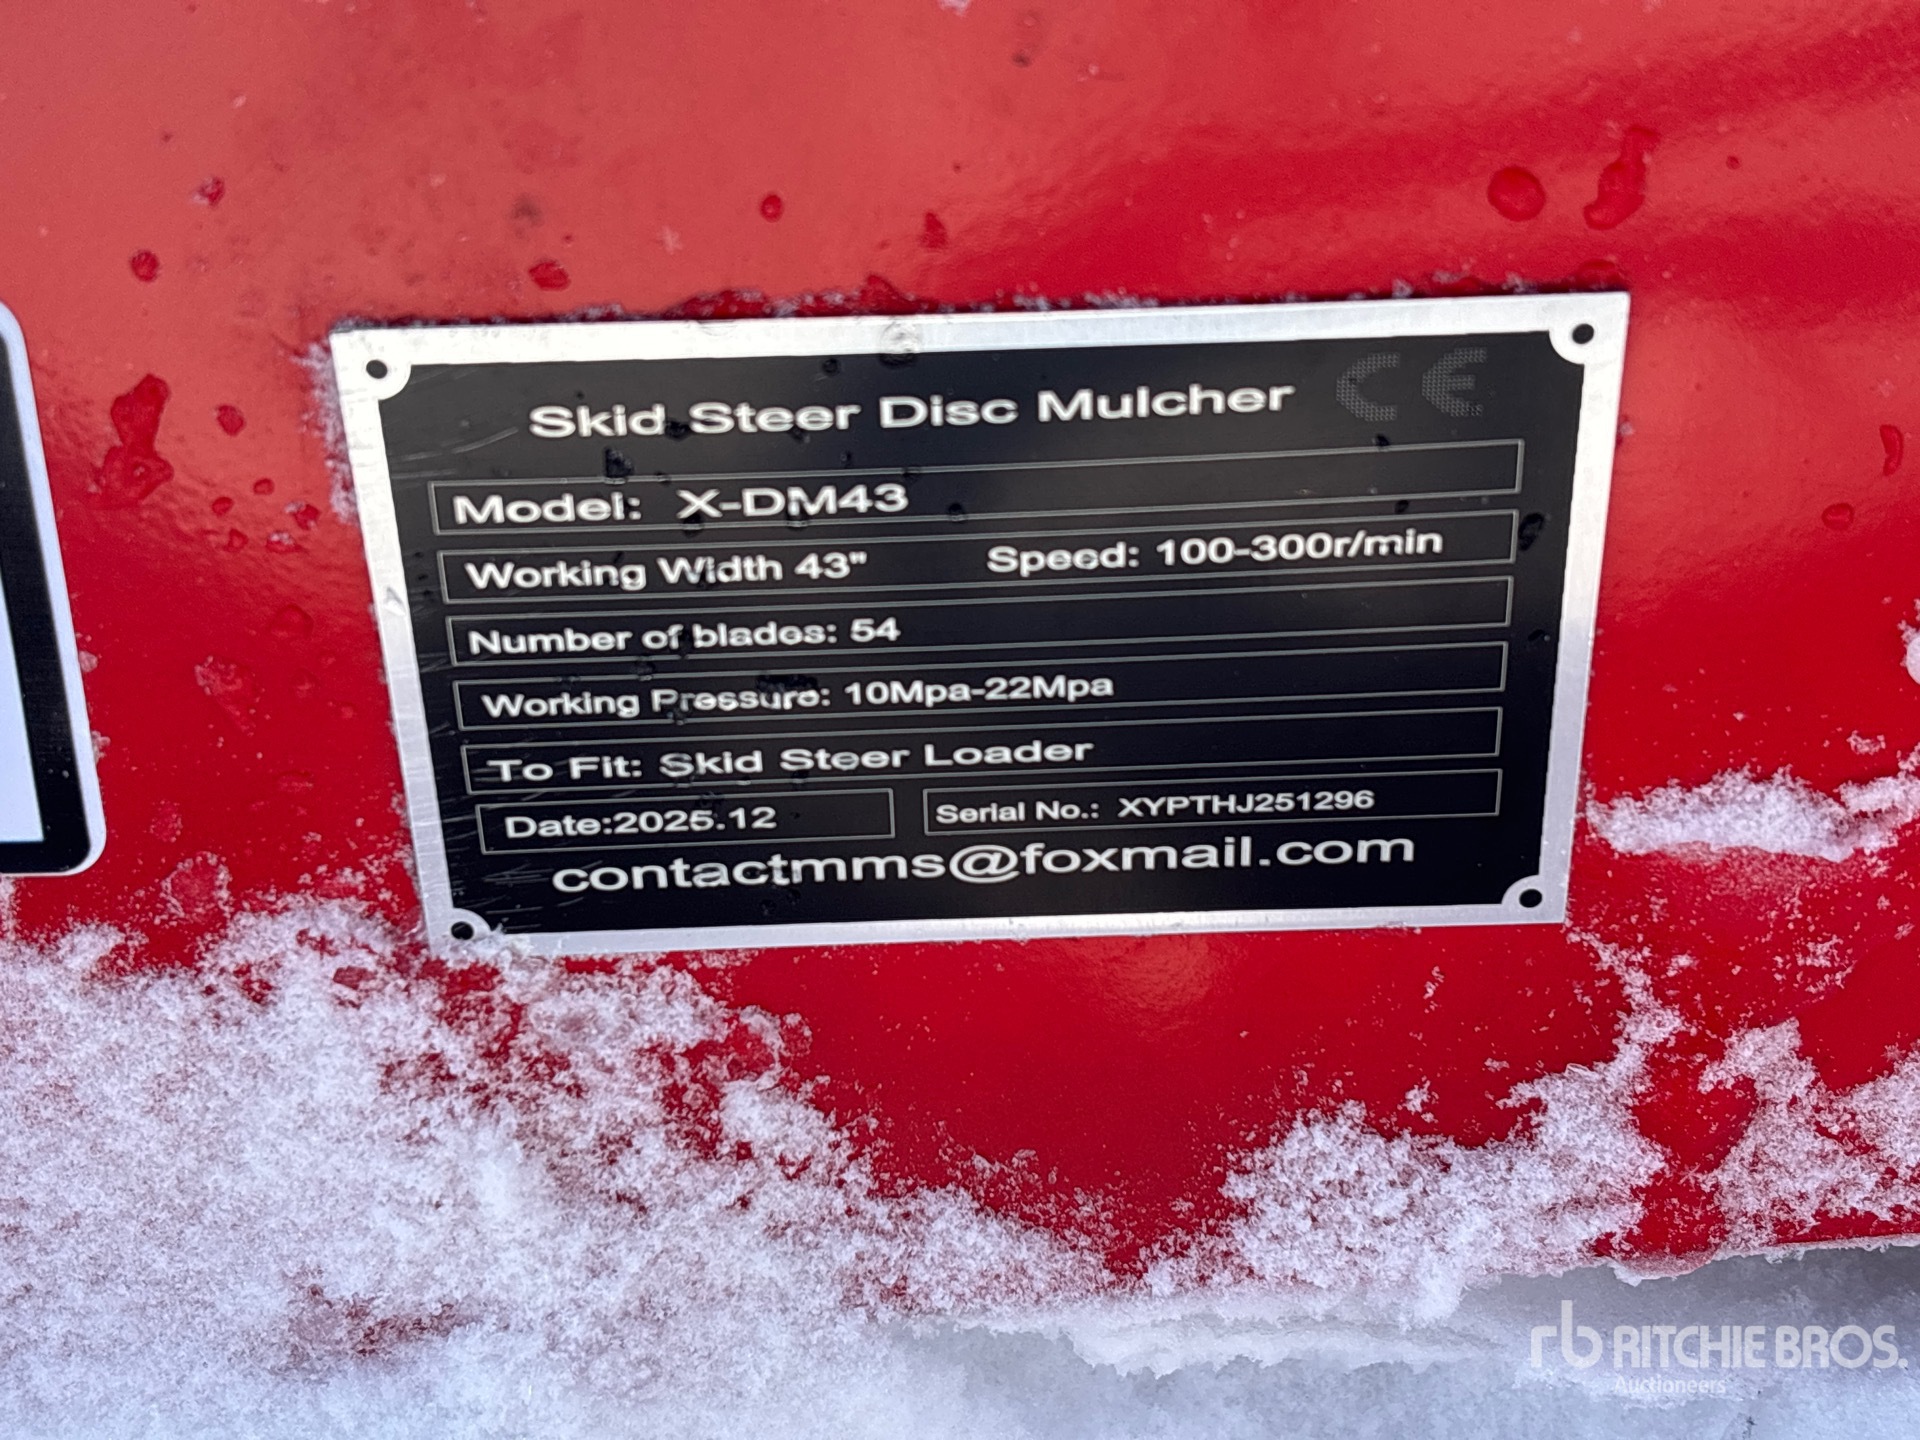 Skid Steer Disc Mulcher CE
Model: X-DM43
Working Width 43" Speed: 100-300r/min
Number of blades: 54
Working Pressure: 10Mpa-22Mpa
To Fit: Skid Steer Loader
Date:2025.12 Serial No.: XYPTHJ251296
contactmms@foxmail.com
rb RITCHIE BROS.
Auctioneers